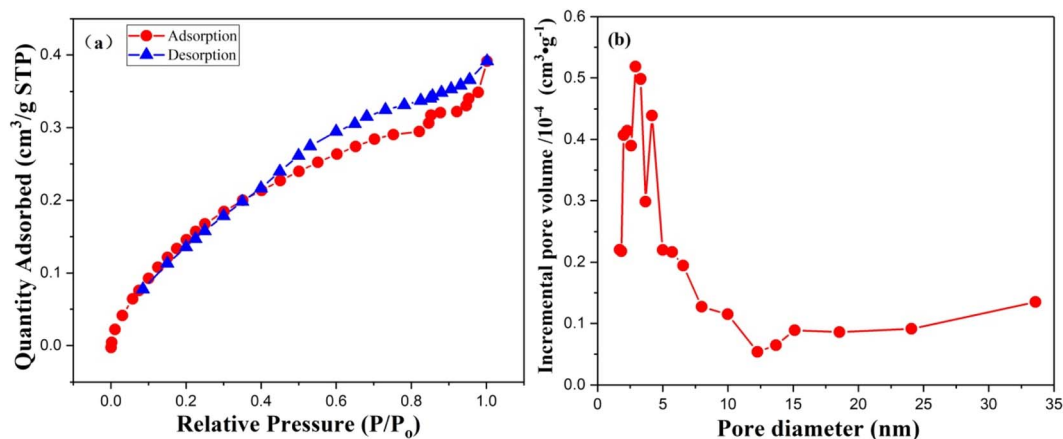 (a)
Adsorption
Desorption
Quantity Adsorbed (cm³/g STP)
0.4
0.3
0.2
0.1
0.0
0.0 0.2 0.4 0.6 0.8 1.0
Relative Pressure (P/Pₒ)
(b)
Incremental pore volume /10⁻⁴ (cm³•g⁻¹)
0.6
0.5
0.4
0.3
0.2
0.1
0.0
0 5 10 15 20 25 30 35
Pore diameter (nm)